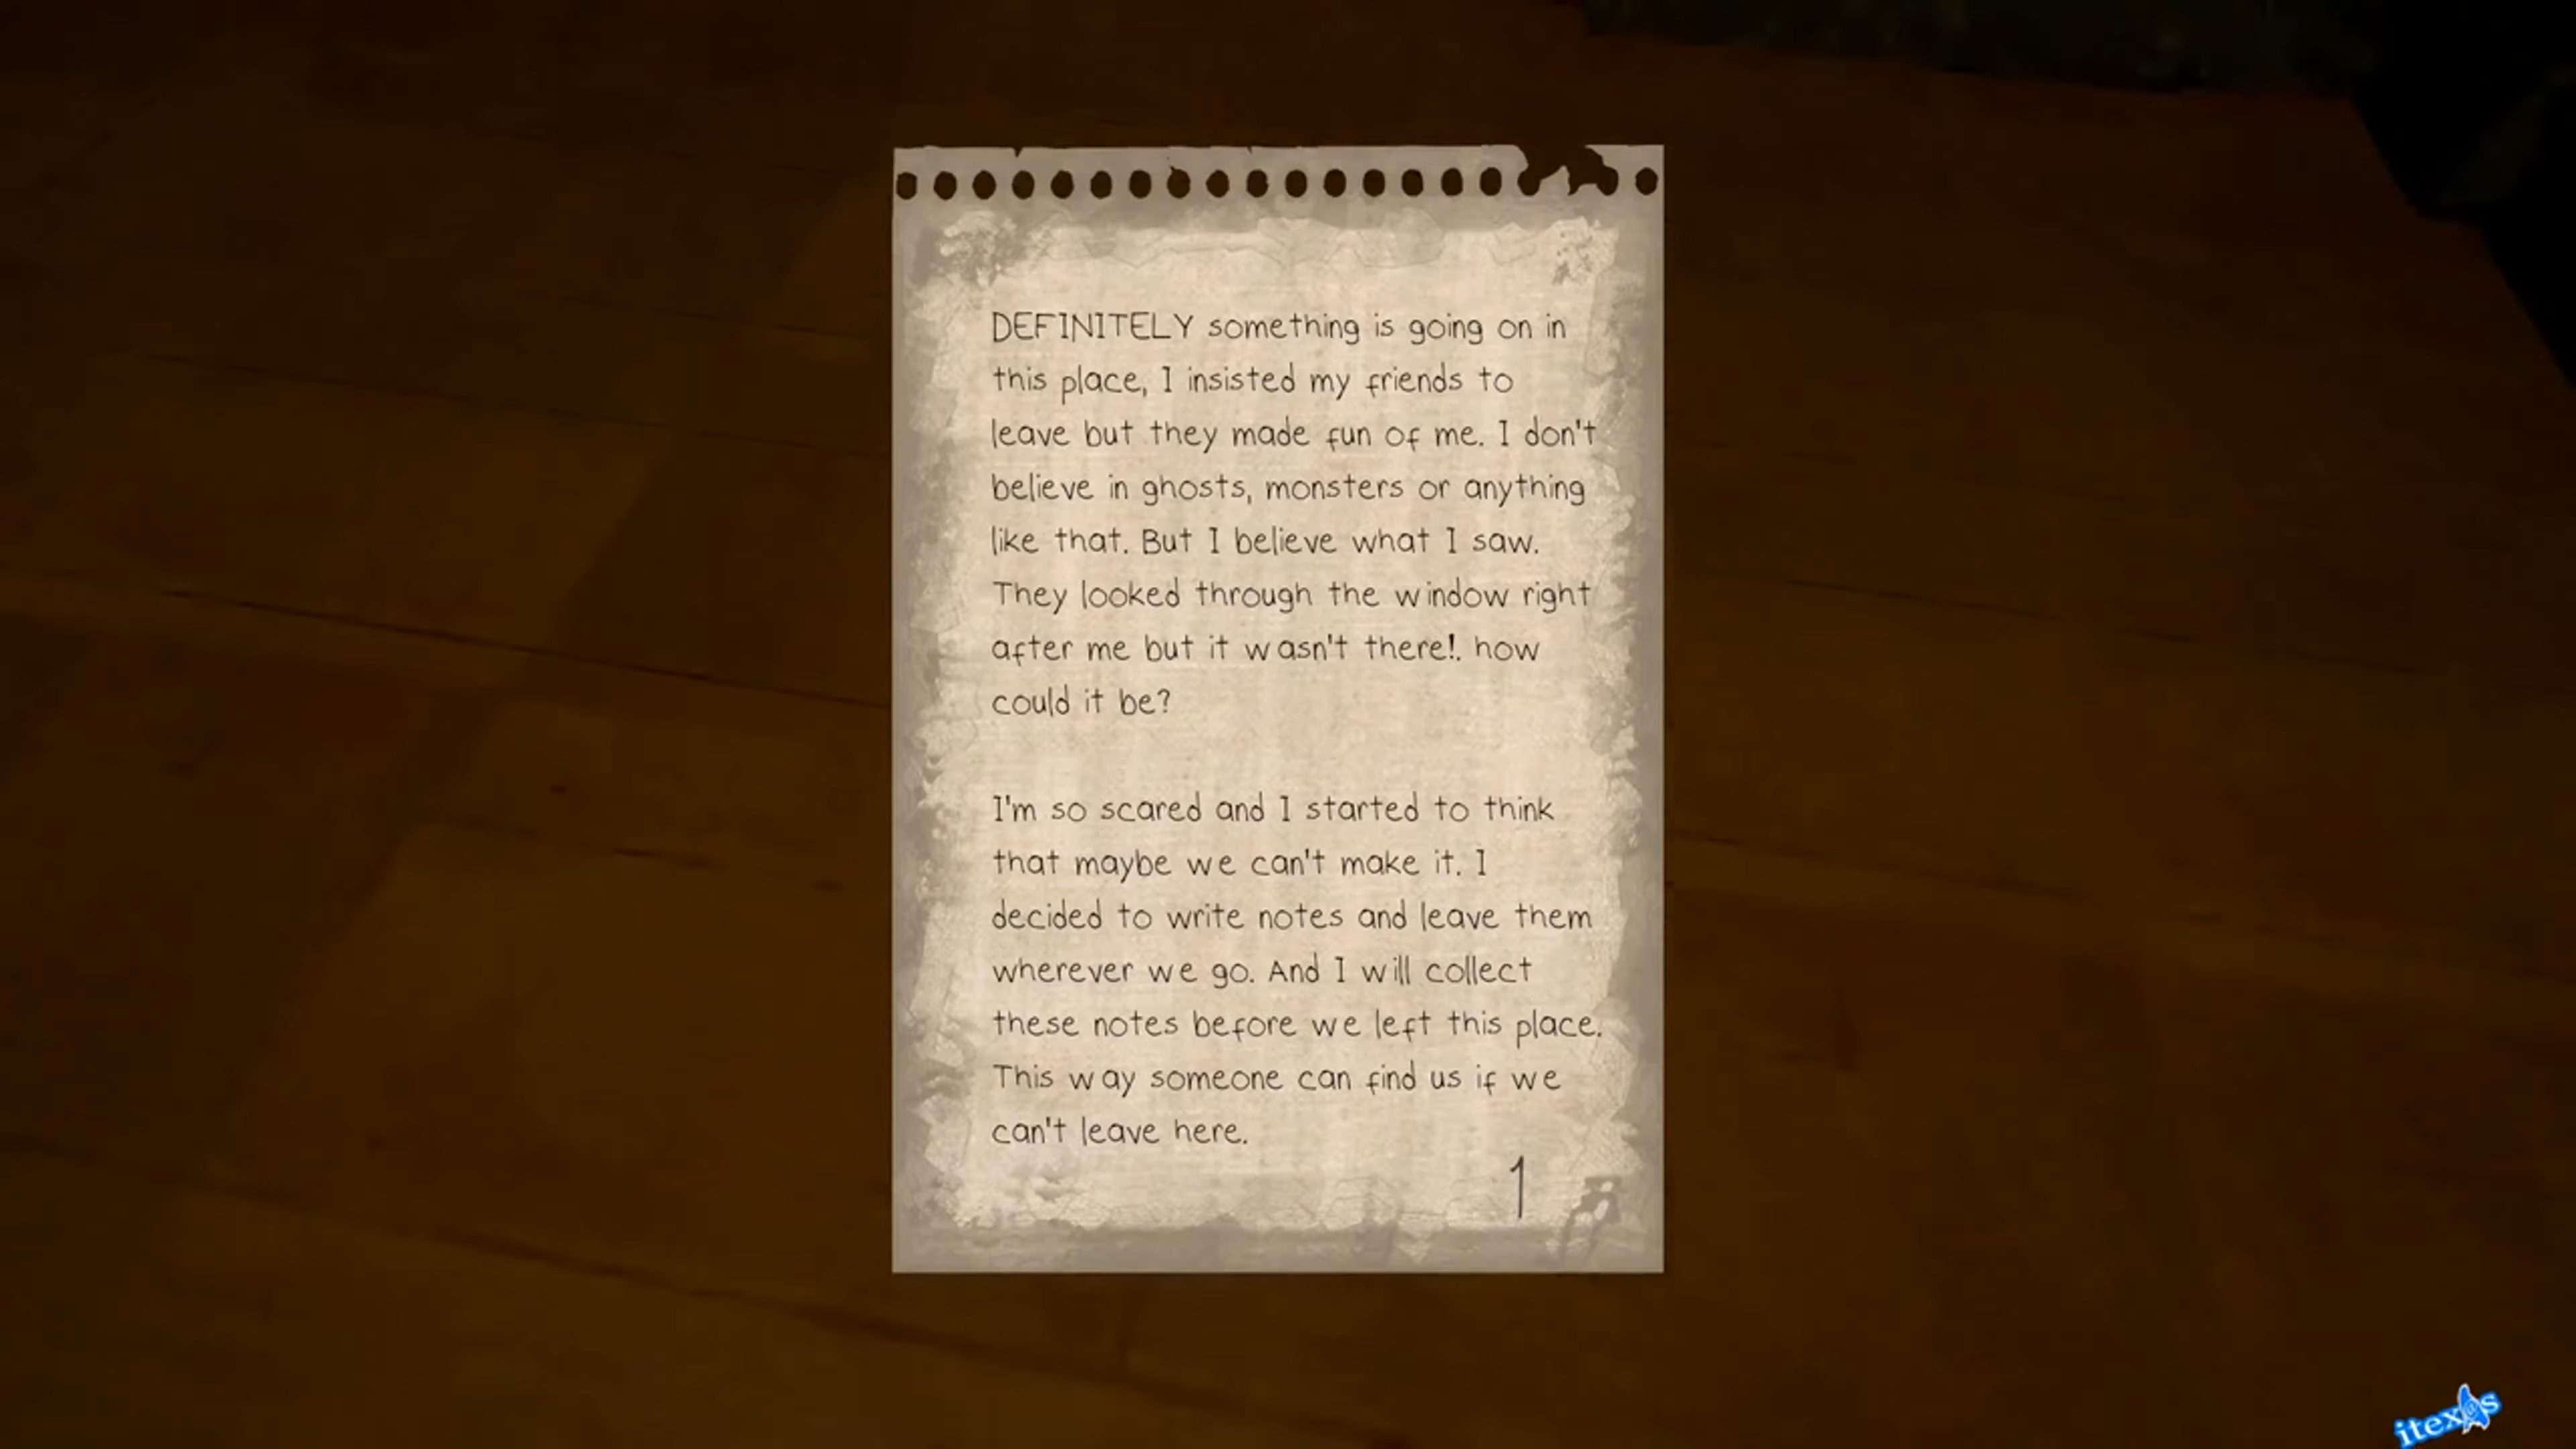 DEFINITELY something is going on in
this place, I insisted my friends to
leave but they made fun of me. I don't
believe in ghosts, monsters or anything
like that. But I believe what I saw.
They looked through the window right
after me but it wasn't there!. how
could it be?
I'm so scared and I started to think
that maybe we can't make it. I
decided to write notes and leave them
wherever we go. And I will collect
these notes before we left this place.
This way someone can find us if we
can't leave here.
1
itexas